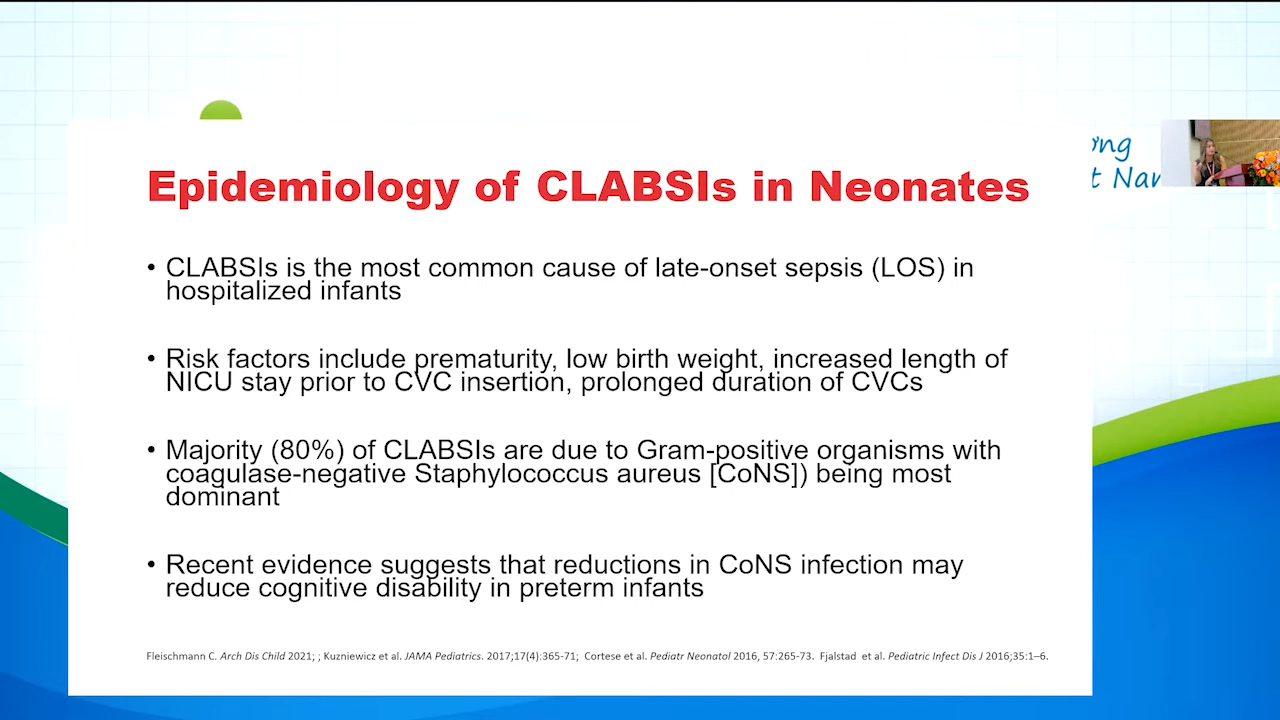 ơng
t Nan
Epidemiology of CLABSIs in Neonates
• CLABSIs is the most common cause of late-onset sepsis (LOS) in
hospitalized infants
• Risk factors include prematurity, low birth weight, increased length of
NICU stay prior to CVC insertion, prolonged duration of CVCs
• Majority (80%) of CLABSIs are due to Gram-positive organisms with
coagulase-negative Staphylococcus aureus [CoNS]) being most
dominant
• Recent evidence suggests that reductions in CoNS infection may
reduce cognitive disability in preterm infants
Fleischmann C. Arch Dis Child 2021; ; Kuzniewicz et al. JAMA Pediatrics. 2017;17(4):365-71; Cortese et al. Pediatr Neonatol 2016, 57:265-73. Fjalstad et al. Pediatric Infect Dis J 2016;35:1–6.